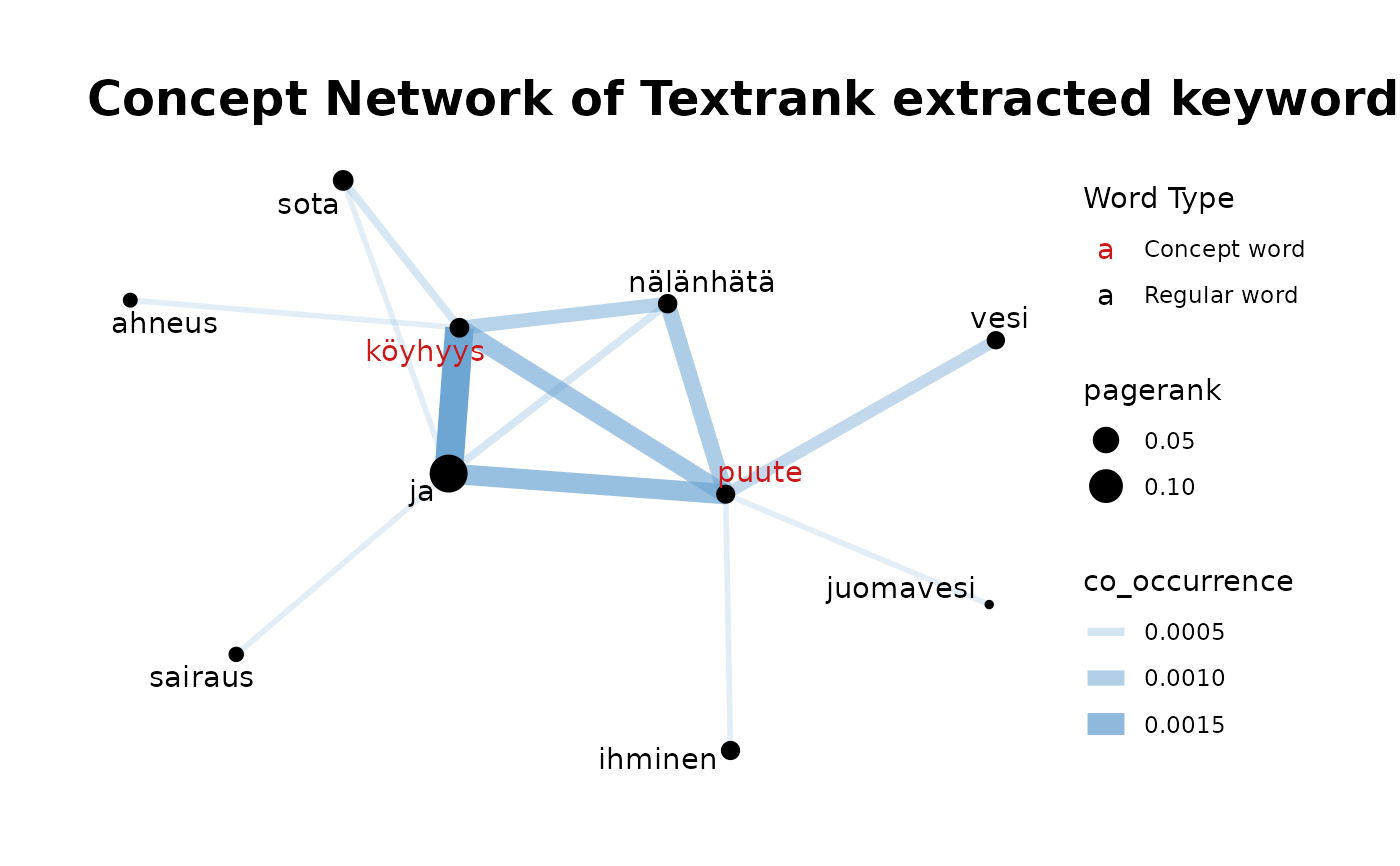 Concept Network of Textrank extracted keyword
sota
ahneus
nälänhätä
vesi
köyhyys
puute
ja
juomavesi
sairaus
ihminen
Word Type
a Concept word
a Regular word
pagerank
0.05
0.10
co_occurrence
0.0005
0.0010
0.0015